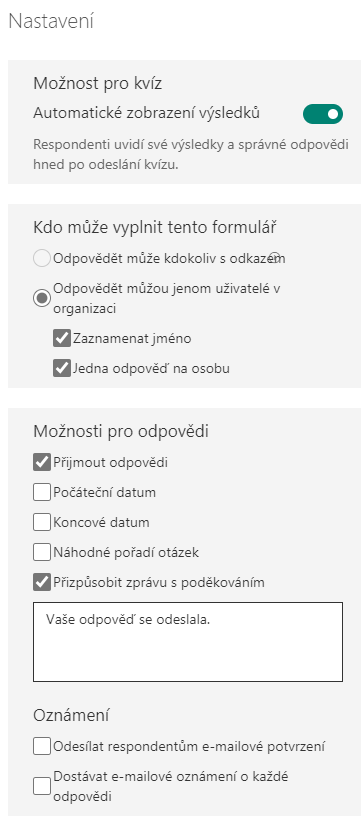 Nastavení
Možnost pro kvíz
Automatické zobrazení výsledků
Respondenti uvidí své výsledky a správné odpovědi
hned po odeslání kvízu.
Kdo může vyplnit tento formulář
Odpovědět může kdokoliv s odkazem
Odpovědět můžou jenom uživatelé v
organizaci
Zaznamenat jméno
Jedna odpověď na osobu
Možnosti pro odpovědi
Přijmout odpovědi
Počáteční datum
Koncové datum
Náhodné pořadí otázek
Přizpůsobit zprávu s poděkováním
Vaše odpověď se odeslala.
Oznámení
Odesílat respondentům e-mailové potvrzení
Dostávat e-mailové oznámení o každé
odpovědi